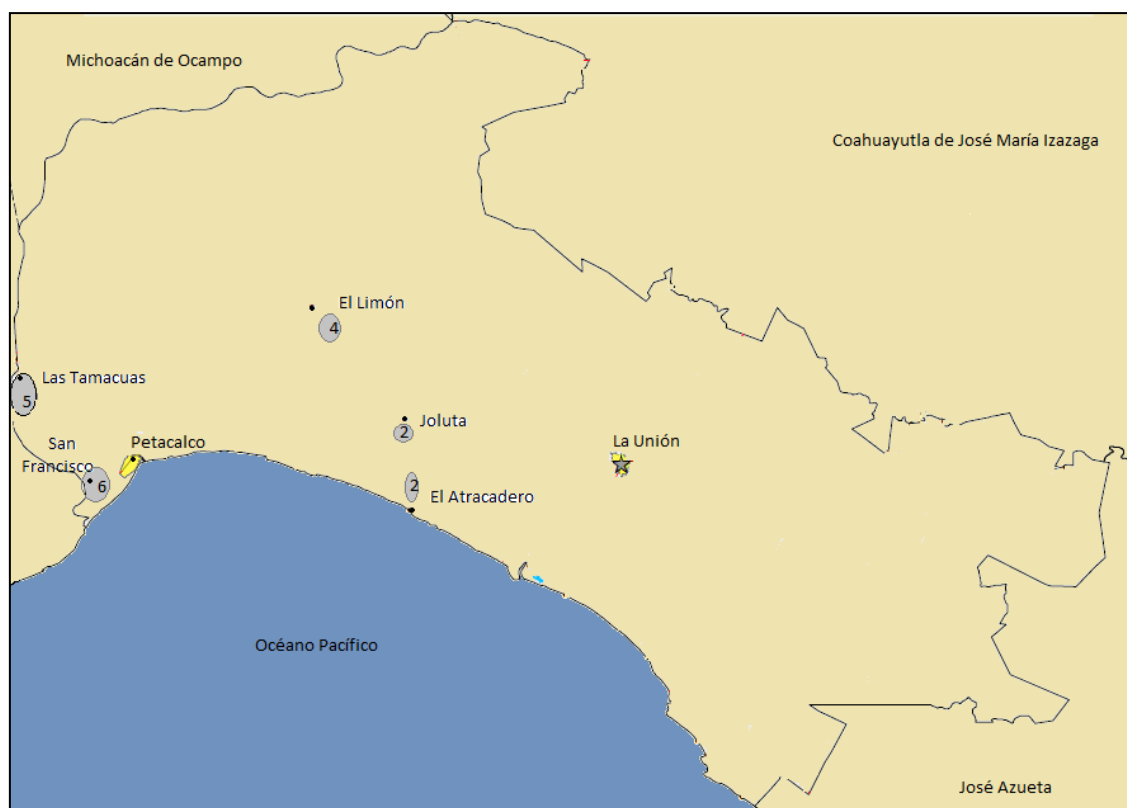 Michoacán de Ocampo
Coahuayutla de José María Izazaga
El Limón
4
Las Tamacuas
5
Joluta
2
San
Francisco
Petacalco
La Unión
6
2
El Atracadero
Océano Pacífico
José Azueta